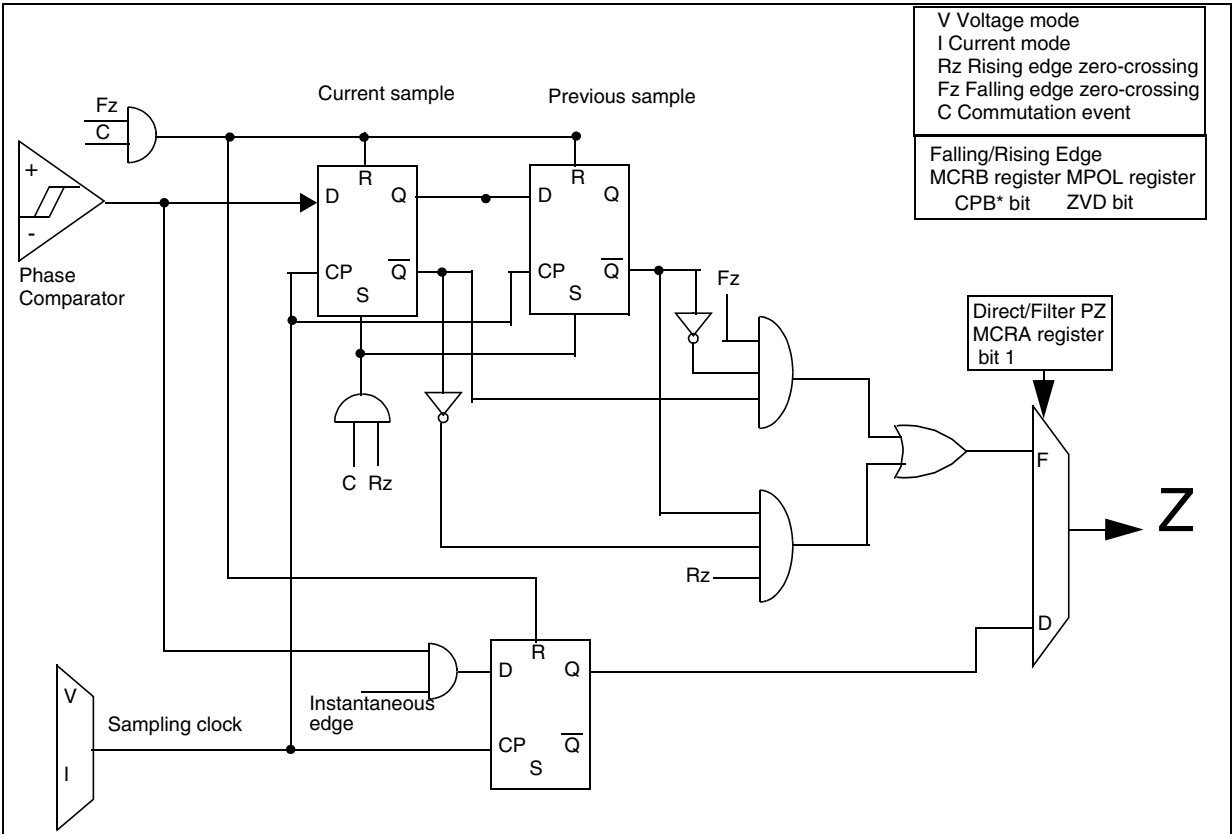 V Voltage mode
I Current mode
Rz Rising edge zero-crossing
Fz Falling edge zero-crossing
C Commutation event
Falling/Rising Edge
MCRB register MPOL register
CPB* bit ZVD bit
Current sample
Previous sample
Fz
C
+
-
Phase
Comparator
D
R
Q
CP
Q
S
D
R
Q
CP
Q
S
C Rz
Fz
Rz
Direct/Filter PZ
MCRA register
bit 1
F
D
Z
V
I
Sampling clock
Instantaneous
edge
D
R
Q
CP
Q
S